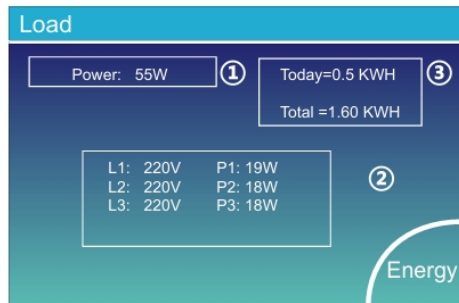 Load
Power: 55W ①
Today=0.5 KWH ③
Total =1.60 KWH
L1: 220V P1: 19W
L2: 220V P2: 18W ②
L3: 220V P3: 18W
Energy